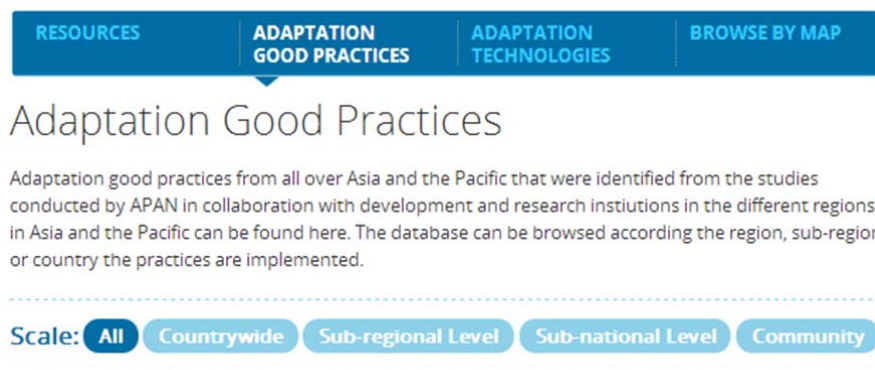 RESOURCES
ADAPTATION
GOOD PRACTICES
ADAPTATION
TECHNOLOGIES
BROWSE BY MAP
Adaptation Good Practices
Adaptation good practices from all over Asia and the Pacific that were identified from the studies
conducted by APAN in collaboration with development and research instiutions in the different regions
in Asia and the Pacific can be found here. The database can be browsed according the region, sub-region
or country the practices are implemented.
Scale: All Countrywide Sub-regional Level Sub-national Level Community